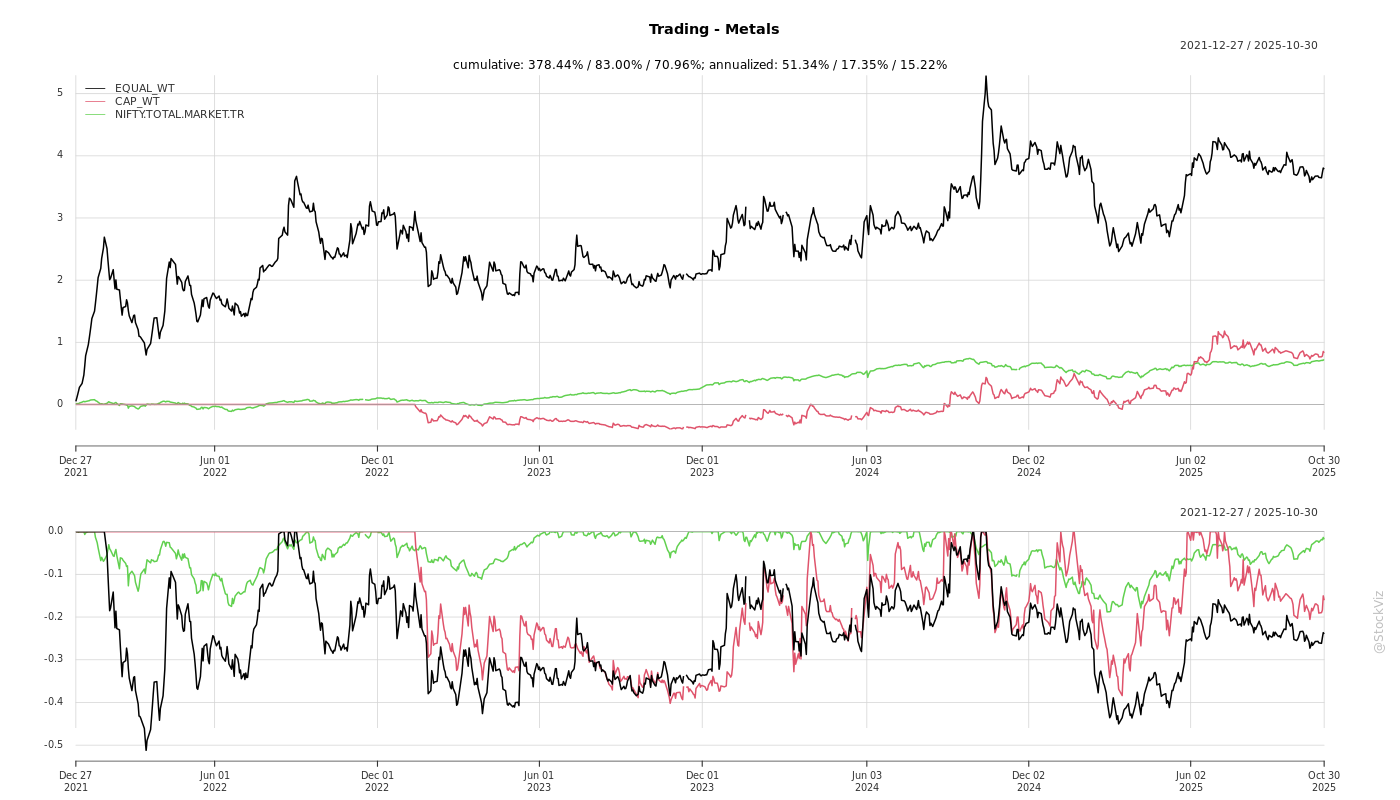 Trading - Metals
2021-12-27 / 2025-10-30
cumulative: 378.44% / 83.00% / 70.96%; annualized: 51.34% / 17.35% / 15.22%
EQUAL_WT
CAP_WT
NIFTY.TOTAL.MARKET.TR
5
4
3
2
1
0
Dec 27 Jun 01 Dec 01 Jun 01 Dec 01 Jun 03 Dec 02 Jun 02 Oct 30
2021 2022 2022 2023 2023 2024 2024 2025 2025
2021-12-27 / 2025-10-30
0.0
-0.1
-0.2
-0.3
-0.4
-0.5
Dec 27 Jun 01 Dec 01 Jun 01 Dec 01 Jun 03 Dec 02 Jun 02 Oct 30
2021 2022 2022 2023 2023 2024 2024 2025 2025
@StockViz